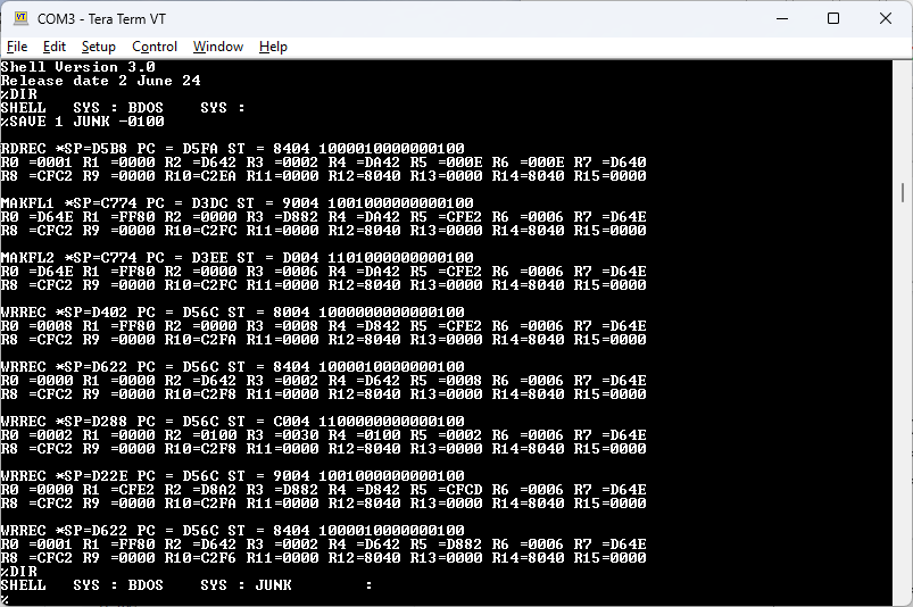 COM3 - Tera Term VT
File Edit Setup Control Window Help
Shell Version 3.0
Release date 2 June 24
%DIR
SHELL   SYS : BDOS    SYS :
%SAVE 1 JUNK -0100

RDREC *SP=D5B8 PC = D5FA ST = 8404 1000010000000100
R0 =0001 R1 =0000 R2 =D642 R3 =0002 R4 =DA42 R5 =000E R6 =000E R7 =D640
R8 =CFC2 R9 =0000 R10=C2EA R11=0000 R12=8040 R13=0000 R14=8040 R15=0000

MAKFL1 *SP=C774 PC = D3DC ST = 9004 1001000000000100
R0 =D64E R1 =FF80 R2 =0000 R3 =D882 R4 =DA42 R5 =CFE2 R6 =0006 R7 =D64E
R8 =CFC2 R9 =0000 R10=C2FC R11=0000 R12=8040 R13=0000 R14=8040 R15=0000

MAKFL2 *SP=C774 PC = D3EE ST = D004 1101000000000100
R0 =D64E R1 =FF80 R2 =0000 R3 =0006 R4 =DA42 R5 =CFE2 R6 =0006 R7 =D64E
R8 =CFC2 R9 =0000 R10=C2FC R11=0000 R12=8040 R13=0000 R14=8040 R15=0000

WRREC *SP=D402 PC = D56C ST = 8004 1000000000000100
R0 =0008 R1 =FF80 R2 =0000 R3 =0008 R4 =D842 R5 =CFE2 R6 =0006 R7 =D64E
R8 =CFC2 R9 =0000 R10=C2FA R11=0000 R12=8040 R13=0000 R14=8040 R15=0000

WRREC *SP=D622 PC = D56C ST = 8404 1000010000000100
R0 =0000 R1 =0000 R2 =D642 R3 =0002 R4 =D642 R5 =0008 R6 =0006 R7 =D64E
R8 =CFC2 R9 =0000 R10=C2F8 R11=0000 R12=8040 R13=0000 R14=8040 R15=0000

WRREC *SP=D288 PC = D56C ST = C004 1100000000000100
R0 =0002 R1 =0000 R2 =0100 R3 =0030 R4 =0100 R5 =0002 R6 =0006 R7 =D64E
R8 =CFC2 R9 =0000 R10=C2F8 R11=0000 R12=8040 R13=0000 R14=8040 R15=0000

WRREC *SP=D22E PC = D56C ST = 9004 1001000000000100
R0 =0000 R1 =CFE2 R2 =D8A2 R3 =D882 R4 =D842 R5 =CFCD R6 =0006 R7 =D64E
R8 =CFC2 R9 =0000 R10=C2FA R11=0000 R12=8040 R13=0000 R14=8040 R15=0000

WRREC *SP=D622 PC = D56C ST = 8404 1000010000000100
R0 =0001 R1 =FF80 R2 =D642 R3 =0002 R4 =D642 R5 =D882 R6 =0006 R7 =D64E
R8 =CFC2 R9 =0000 R10=C2F6 R11=0000 R12=8040 R13=0000 R14=8040 R15=0000
%DIR
SHELL   SYS : BDOS    SYS : JUNK        :
%